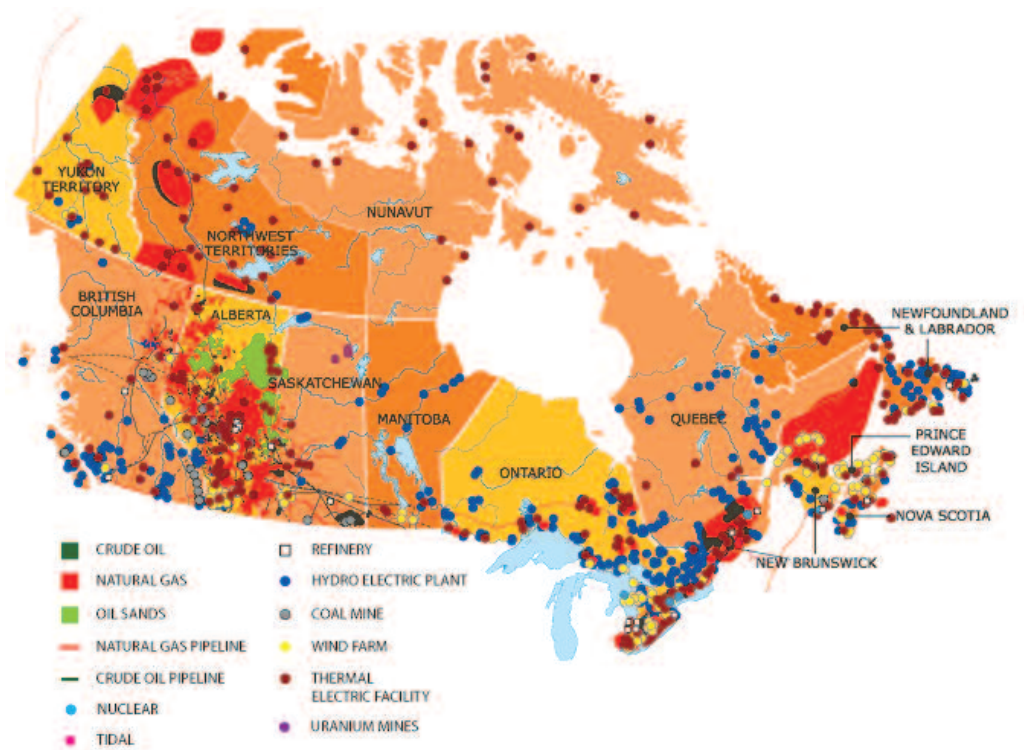 YUKON
TERRITORY
NUNAVUT
NORTHWEST
TERRITORIES
BRITISH
COLUMBIA
ALBERTA
NEWFOUNDLAND
& LABRADOR
SASKATCHEWAN
MANITOBA
QUEBEC
PRINCE
EDWARD
ISLAND
ONTARIO
NOVA SCOTIA
NEW BRUNSWICK
CRUDE OIL
NATURAL GAS
OIL SANDS
NATURAL GAS PIPELINE
CRUDE OIL PIPELINE
NUCLEAR
TIDAL
REFINERY
HYDRO ELECTRIC PLANT
COAL MINE
WIND FARM
THERMAL
ELECTRIC FACILITY
URANIUM MINES